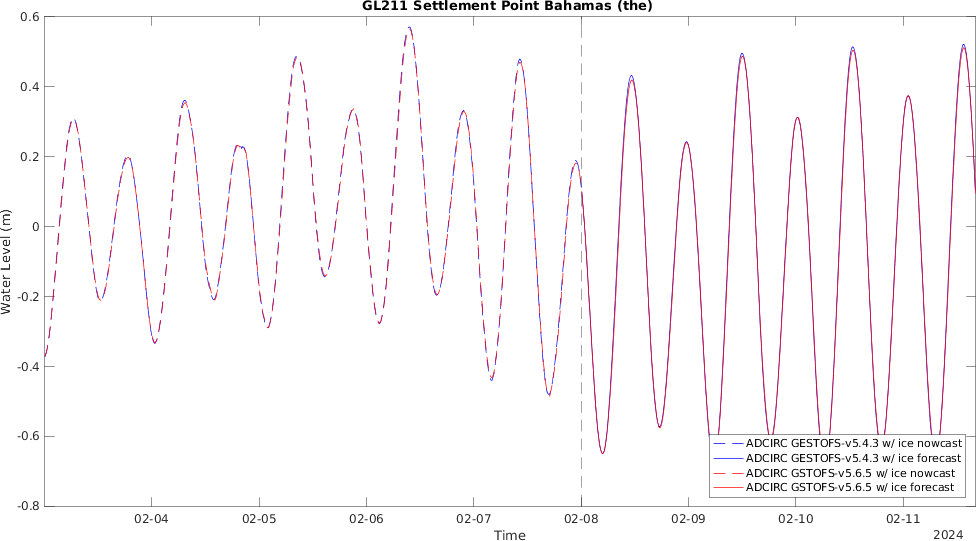 GL211 Settlement Point Bahamas (the)
0.6
0.4
0.2
0
-0.2
-0.4
-0.6
-0.8
Water Level (m)
ADCIRC GESTOFS-v5.4.3 w/ ice nowcast
ADCIRC GESTOFS-v5.4.3 w/ ice forecast
ADCIRC GSTOFS-v5.6.5 w/ ice nowcast
ADCIRC GSTOFS-v5.6.5 w/ ice forecast
02-04 02-05 02-06 02-07 02-08 02-09 02-10 02-11
Time
2024